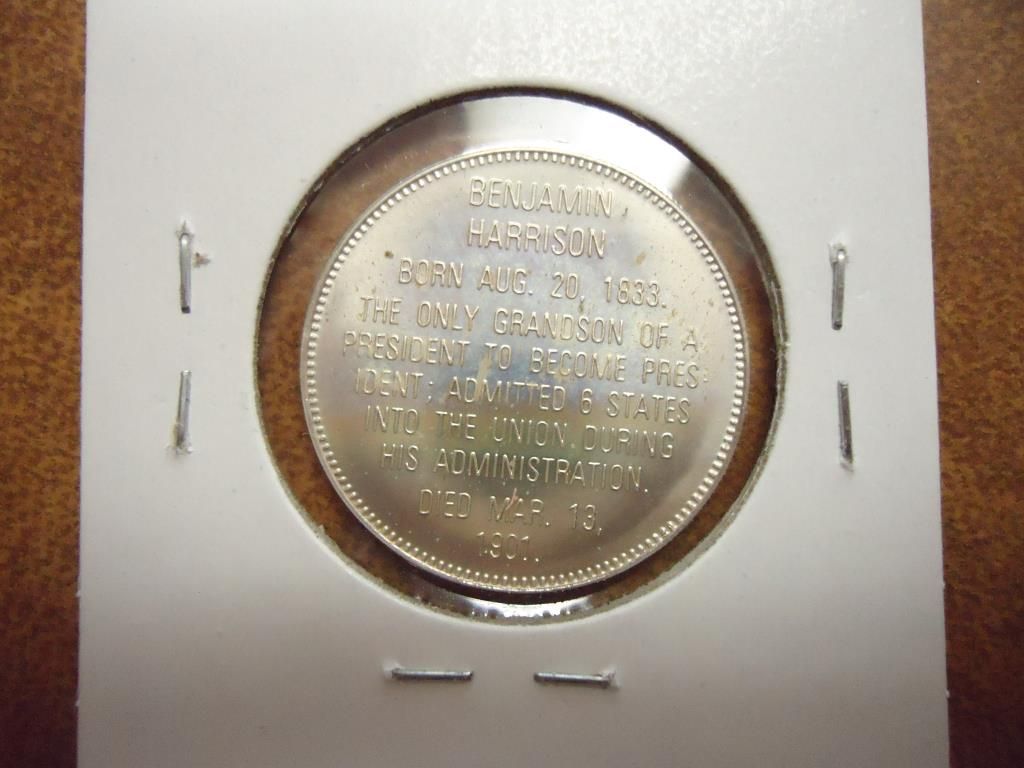 BENJAMIN
HARRISON
BORN AUG. 20, 1833.
THE ONLY GRANDSON OF A
PRESIDENT TO BECOME PRES-
IDENT; ADMITTED 6 STATES
INTO THE UNION DURING
HIS ADMINISTRATION.
DIED MAR. 13,
1901.